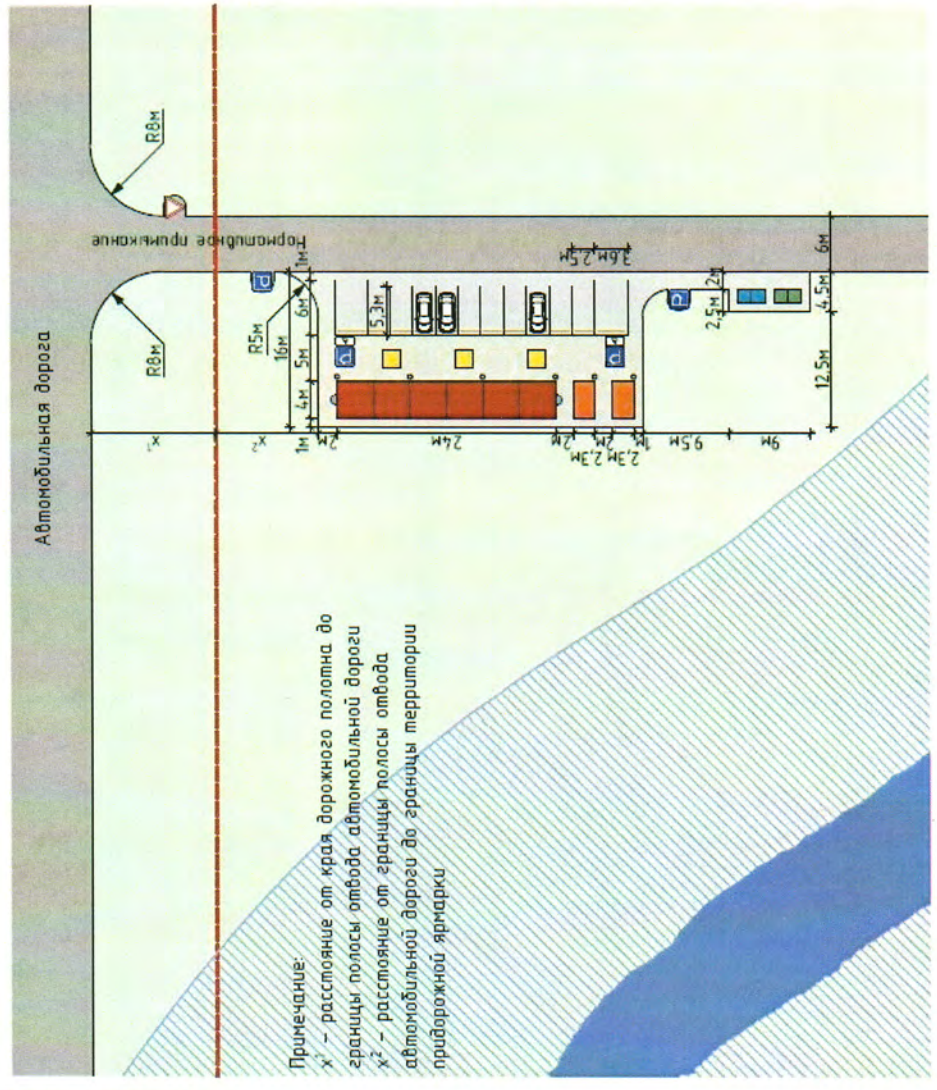 Автомобильная дорога
R8м
R8м
Нормативное примыкание
x¹
x²
R5м
16м
1м
6м
5м
4м
1м
5,3м
3,6м
2,5м
2м
24м
2м
2,3м
2м
2,3м
1м
9,5м
9м
2м
2,5м
6м
4,5м
12,5м
P
P
P
P
Примечание:
x¹ – расстояние от края дорожного полотна до
границы полосы отвода автомобильной дороги
x² – расстояние от границы полосы отвода
автомобильной дороги до границы территории
придорожной ярмарки